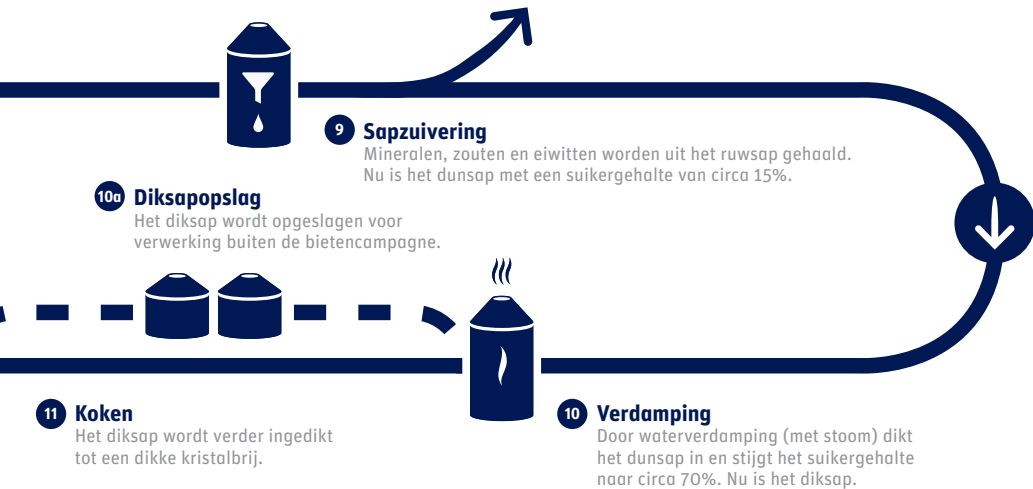 9 Sapzuivering
Mineralen, zouten en eiwitten worden uit het ruwsap gehaald.
Nu is het dunsap met een suikergehalte van circa 15%.
10a Diksapopslag
Het diksap wordt opgeslagen voor
verwerking buiten de bietencampagne.
10 Verdamping
Door waterverdamping (met stoom) dikt
het dunsap in en stijgt het suikergehalte
naar circa 70%. Nu is het diksap.
11 Koken
Het diksap wordt verder ingedikt
tot een dikke kristalbrij.